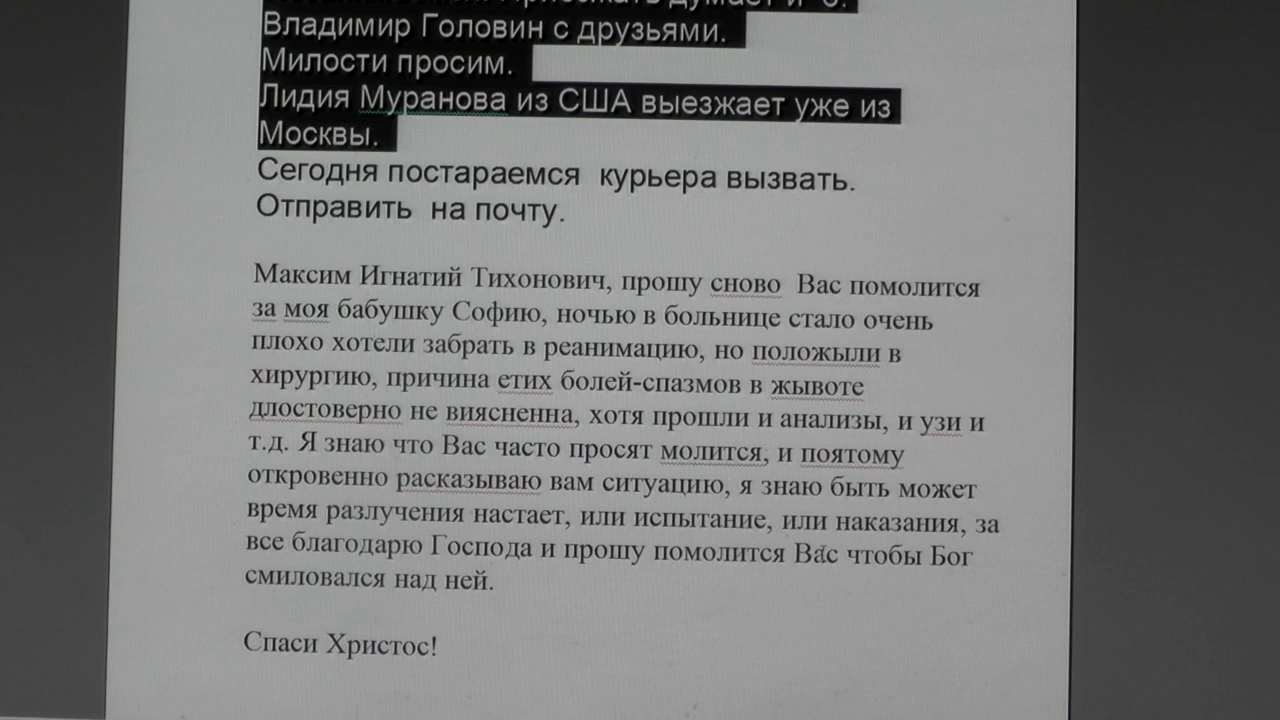 Приезжать думает и
Владимир Головин с друзьями.
Милости просим.
Лидия Муранова из США выезжает уже из
Москвы.
Сегодня постараемся курьера вызвать.
Отправить на почту.
Максим Игнатий Тихонович, прошу сново Вас помолится
за моя бабушку Софию, ночью в больнице стало очень
плохо хотели забрать в реанимацию, но положыли в
хирургию, причина етих болей-спазмов в жывоте
длостоверно не виясненна, хотя прошли и анализы, и узи и
т.д. Я знаю что Вас часто просят молится, и поятому
откровенно расказываю вам ситуацию, я знаю быть может
время разлучения настает, или испытание, или наказания, за
все благодарю Господа и прошу помолится Вас чтобы Бог
смиловался над ней.
Спаси Христос!